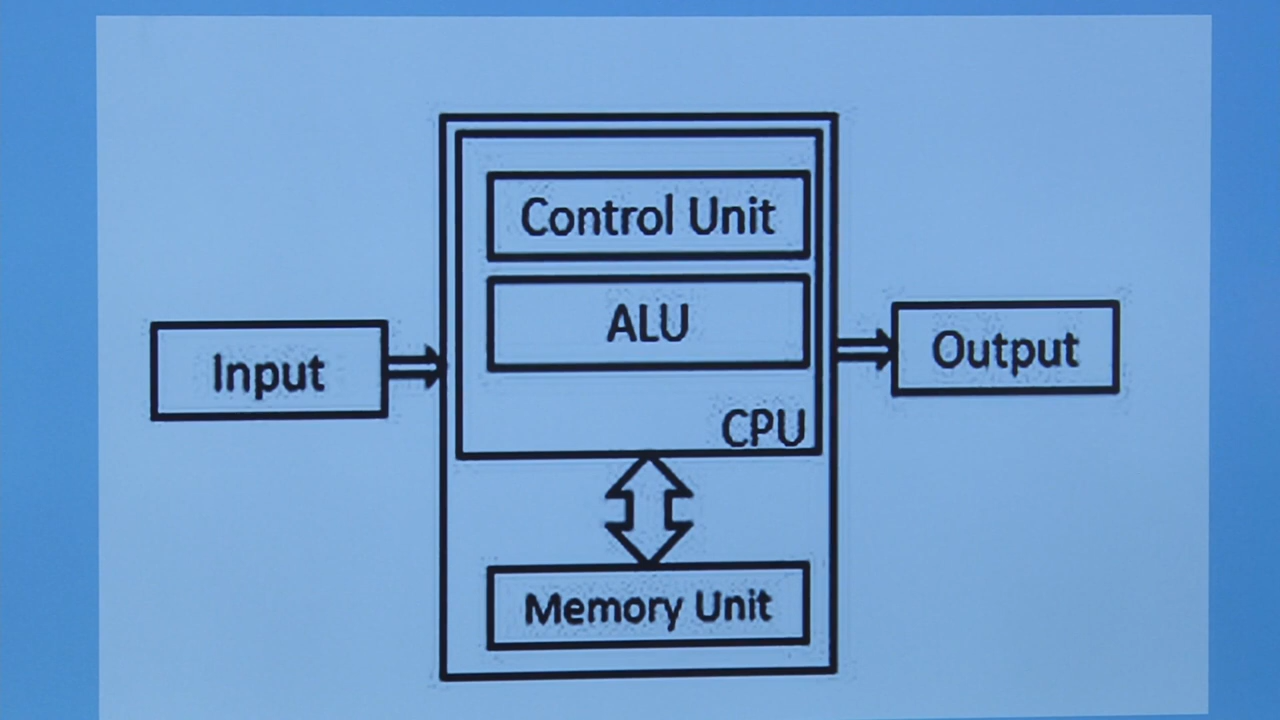 Control Unit
ALU
Input
Output
CPU
Memory Unit